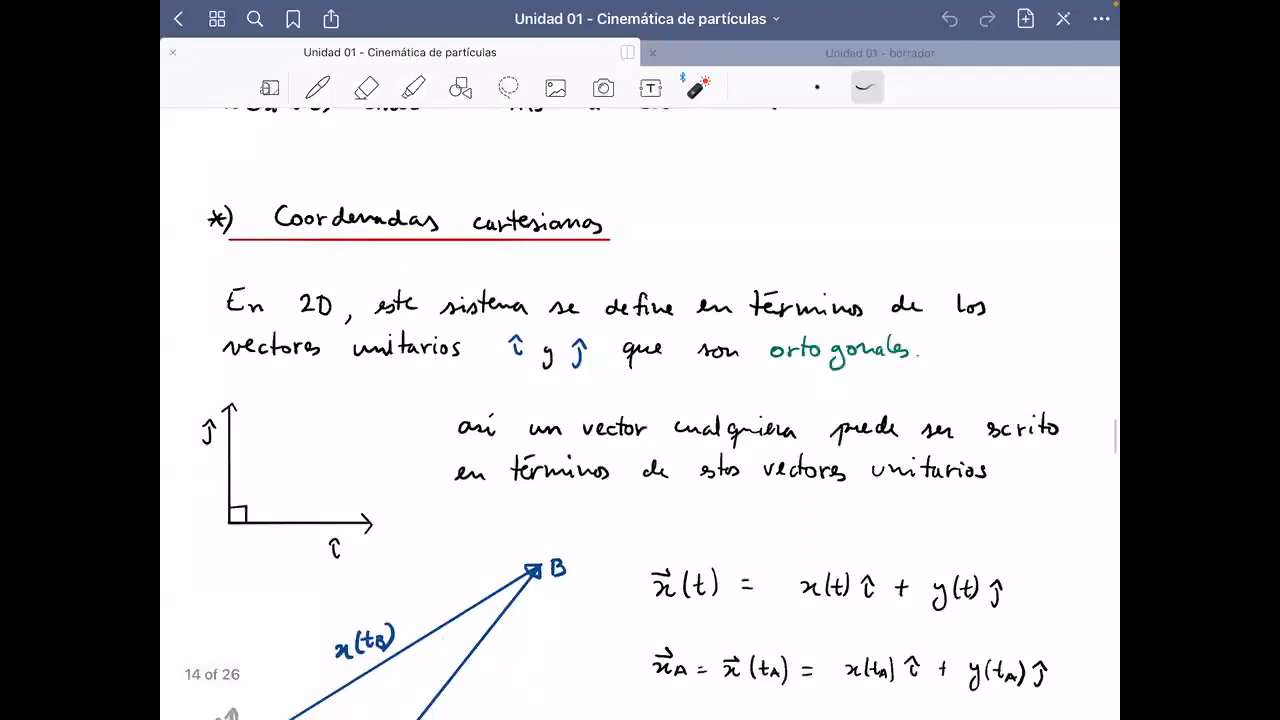 Unidad 01 - Cinemática de partículas
Unidad 01 - Cinemática de partículas
Unidad 01 - borrador
*) Coordenadas cartesianas
En 2D, este sistema se define en términos de los
vectores unitarios î y ĵ que son ortogonales.
ĵ
î
así un vector cualquiera puede ser scrito
en términos de estos vectores unitarios
B
x(tB)
x⃗(t) = x(t) î + y(t) ĵ
x⃗A = x⃗(tA) = x(tA) î + y(tA) ĵ
14 of 26